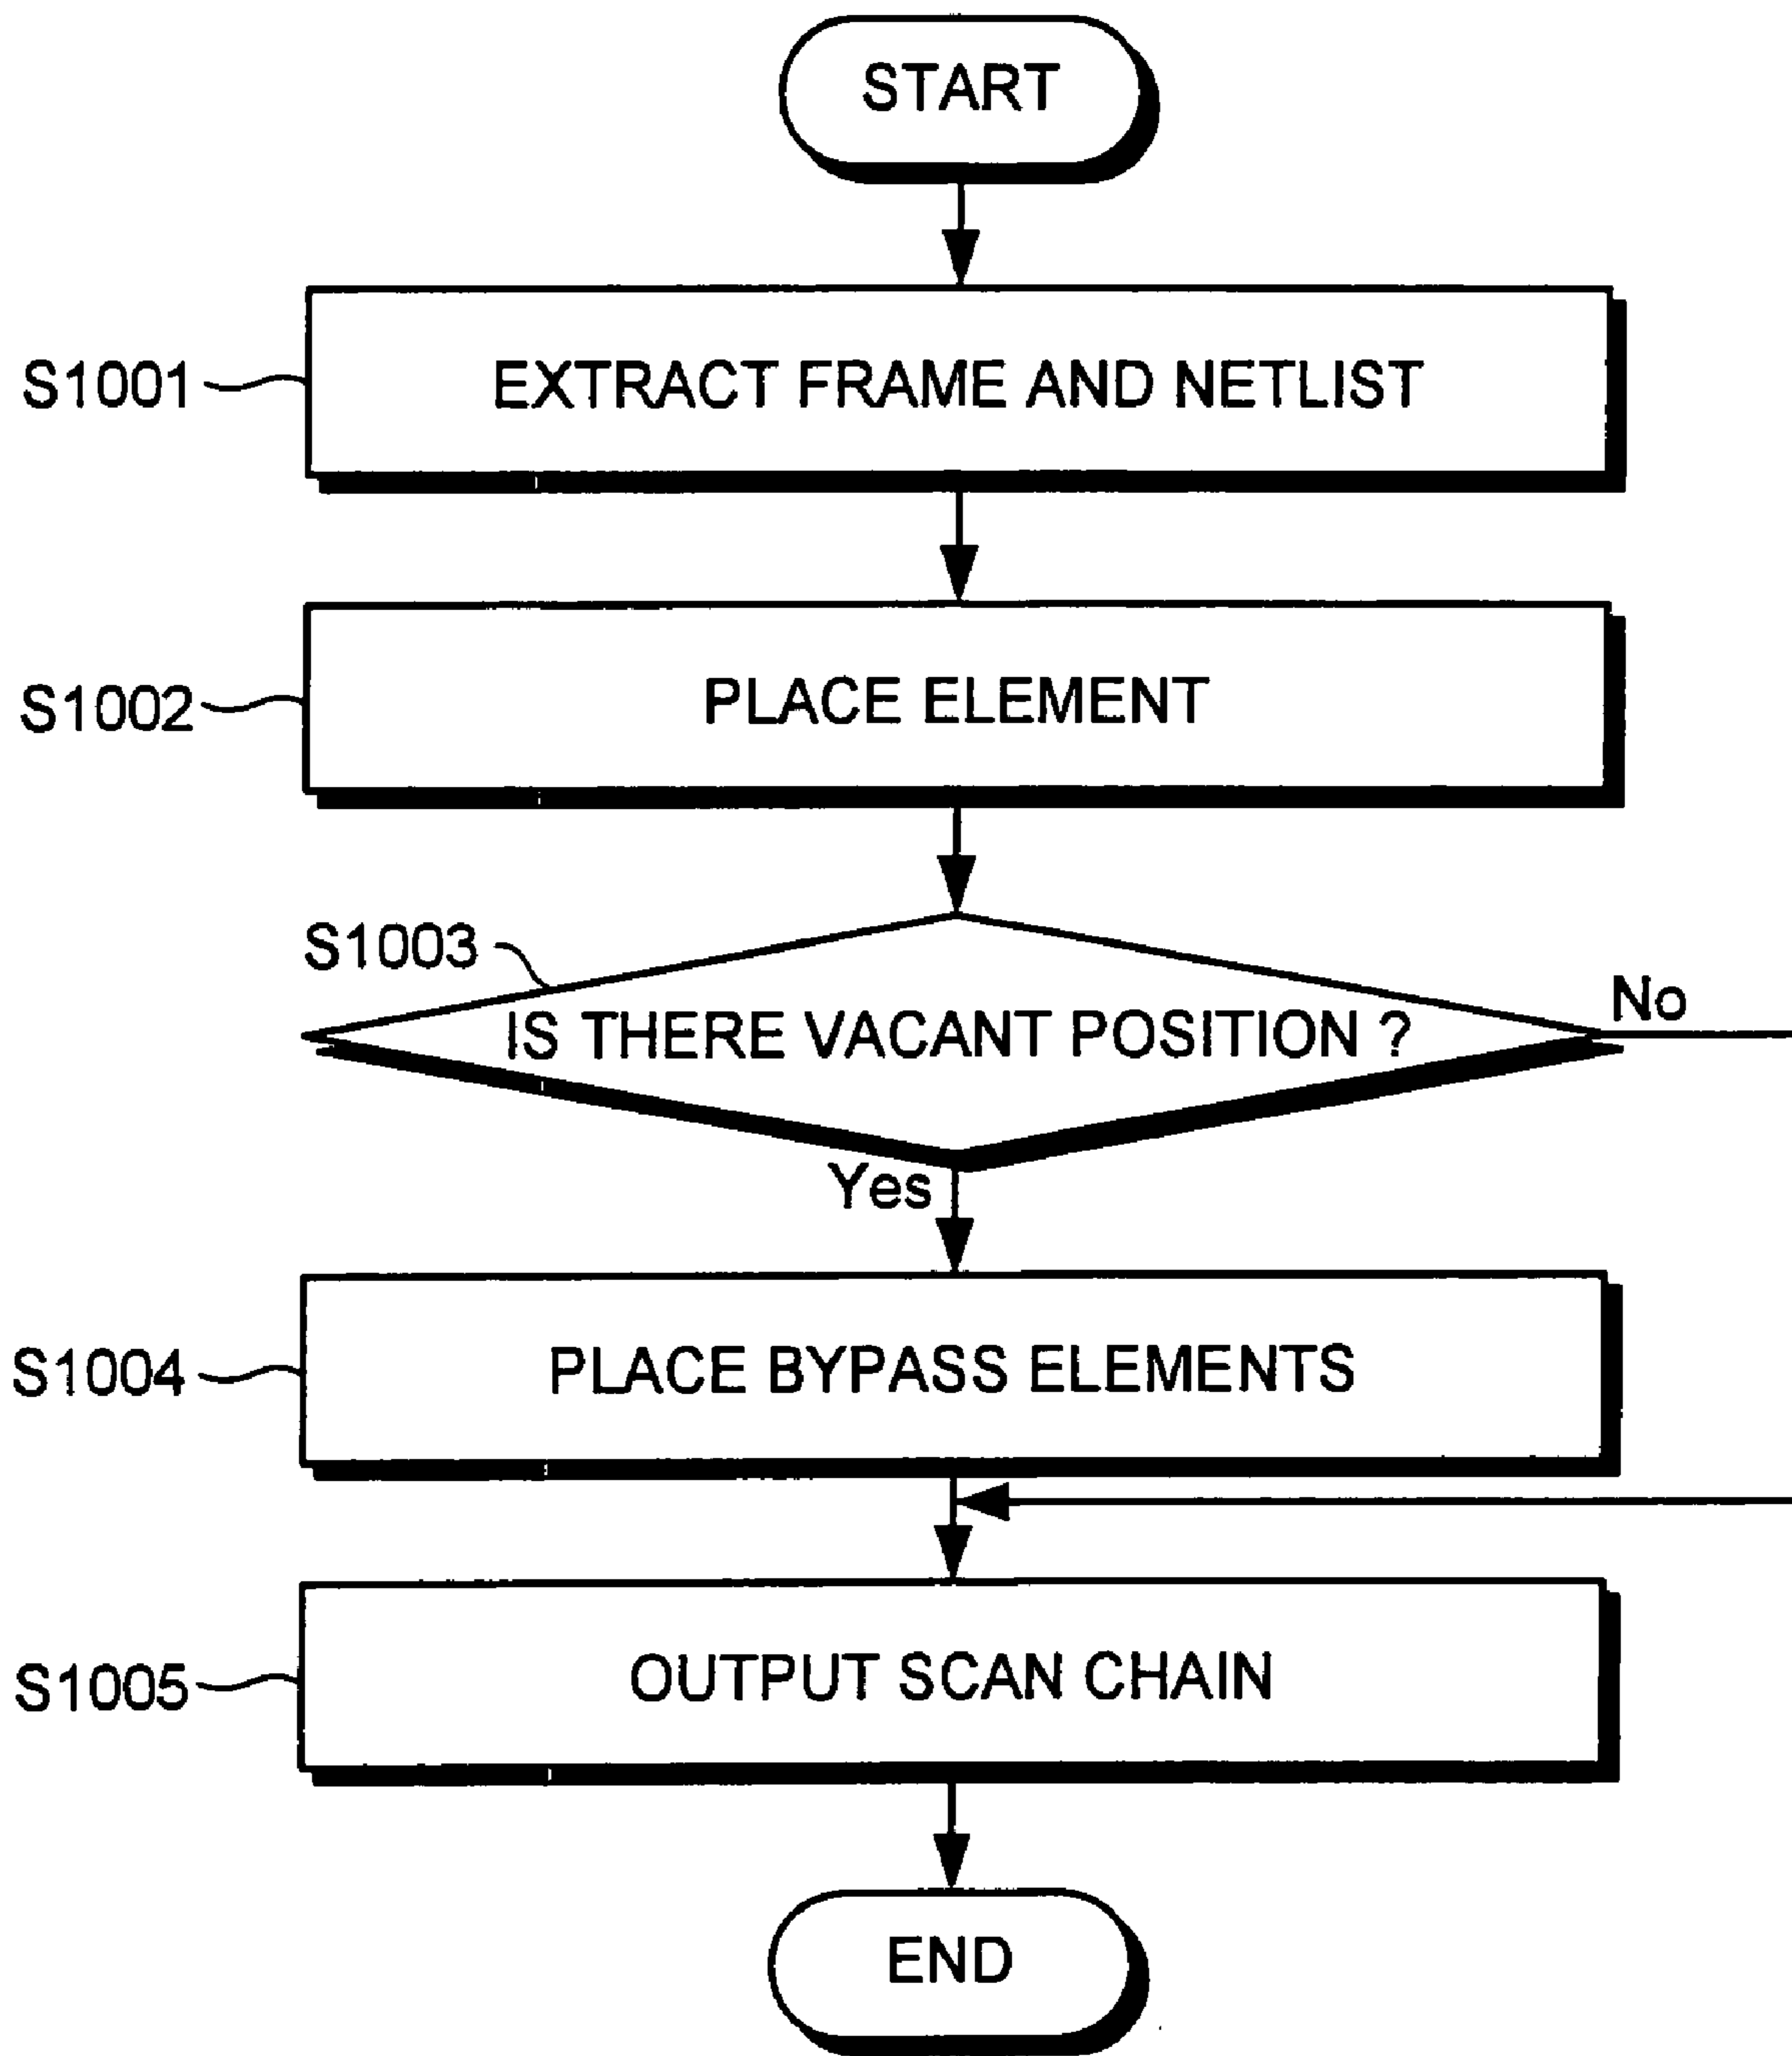 START
S1001
EXTRACT FRAME AND NETLIST
S1002
PLACE ELEMENT
S1003
IS THERE VACANT POSITION ?
No
Yes
S1004
PLACE BYPASS ELEMENTS
S1005
OUTPUT SCAN CHAIN
END